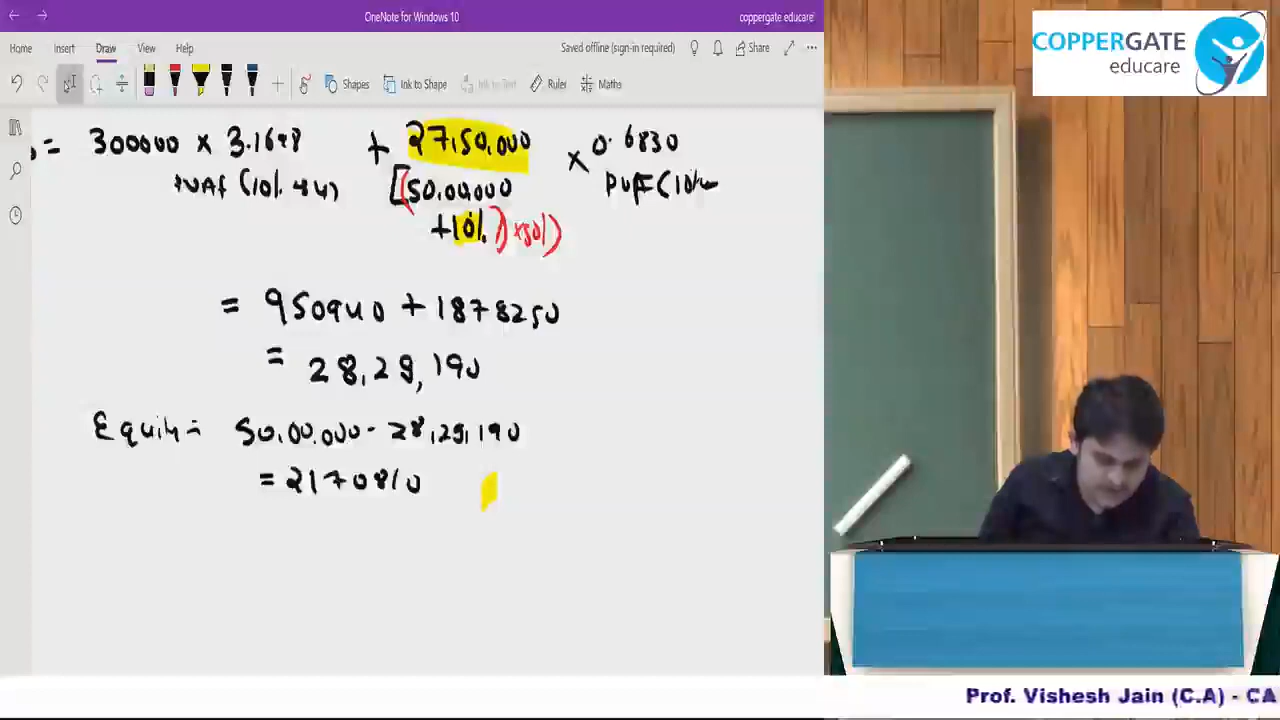 OneNote for Windows 10
coppergate educare
Home Insert Draw View Help
Saved offline (sign-in required)
Share
Shapes
Ink to Shape
Ink to Text
Ruler
Maths
COPPERGATE
educare
= 300000 × 3.1698 + 27,50,000 × 0.6830
PVAF (10%, 4y) [(50,00,000 PVF (10%
+10%) ×50%)
= 950940 + 1878250
= 28,29,190
Equity = 50,00,000 - 28,29,190
= 2170810
Prof. Vishesh Jain (C.A) - CA